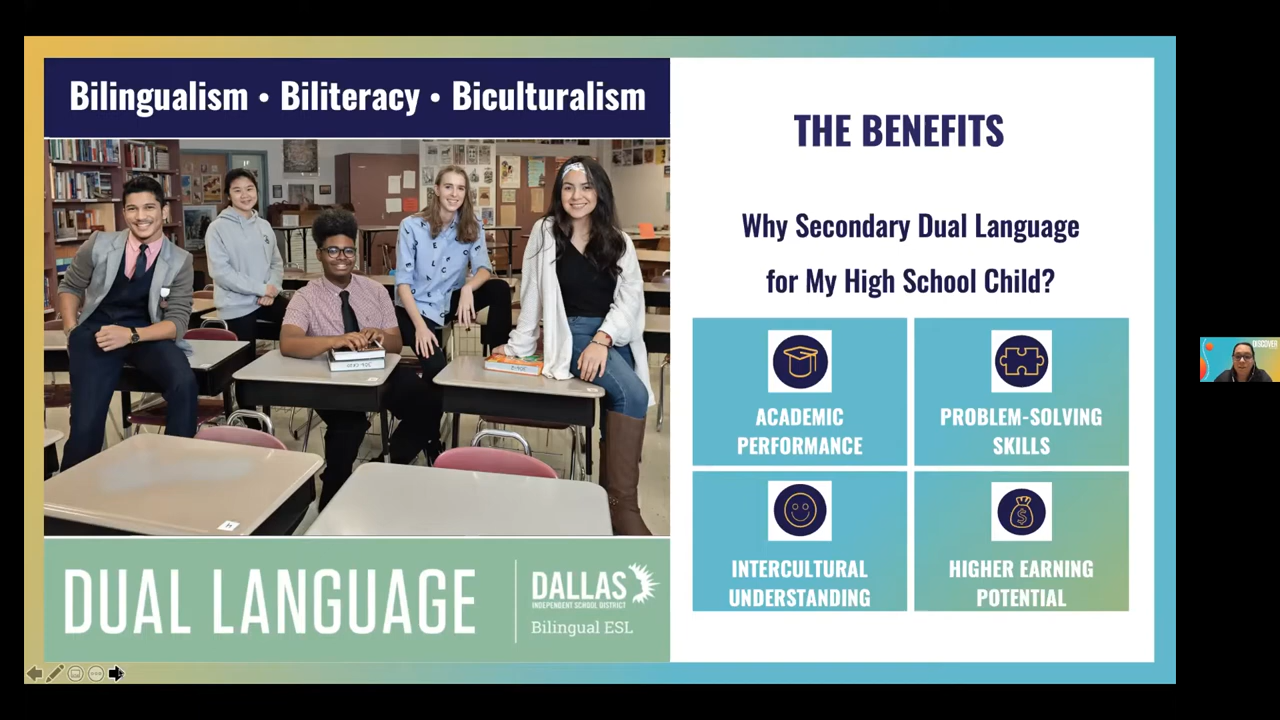 Bilingualism • Biliteracy • Biculturalism
DUAL LANGUAGE
DALLAS
INDEPENDENT SCHOOL DISTRICT
Bilingual ESL
THE BENEFITS
Why Secondary Dual Language
for My High School Child?
ACADEMIC
PERFORMANCE
PROBLEM-SOLVING
SKILLS
INTERCULTURAL
UNDERSTANDING
HIGHER EARNING
POTENTIAL
DISCOVER